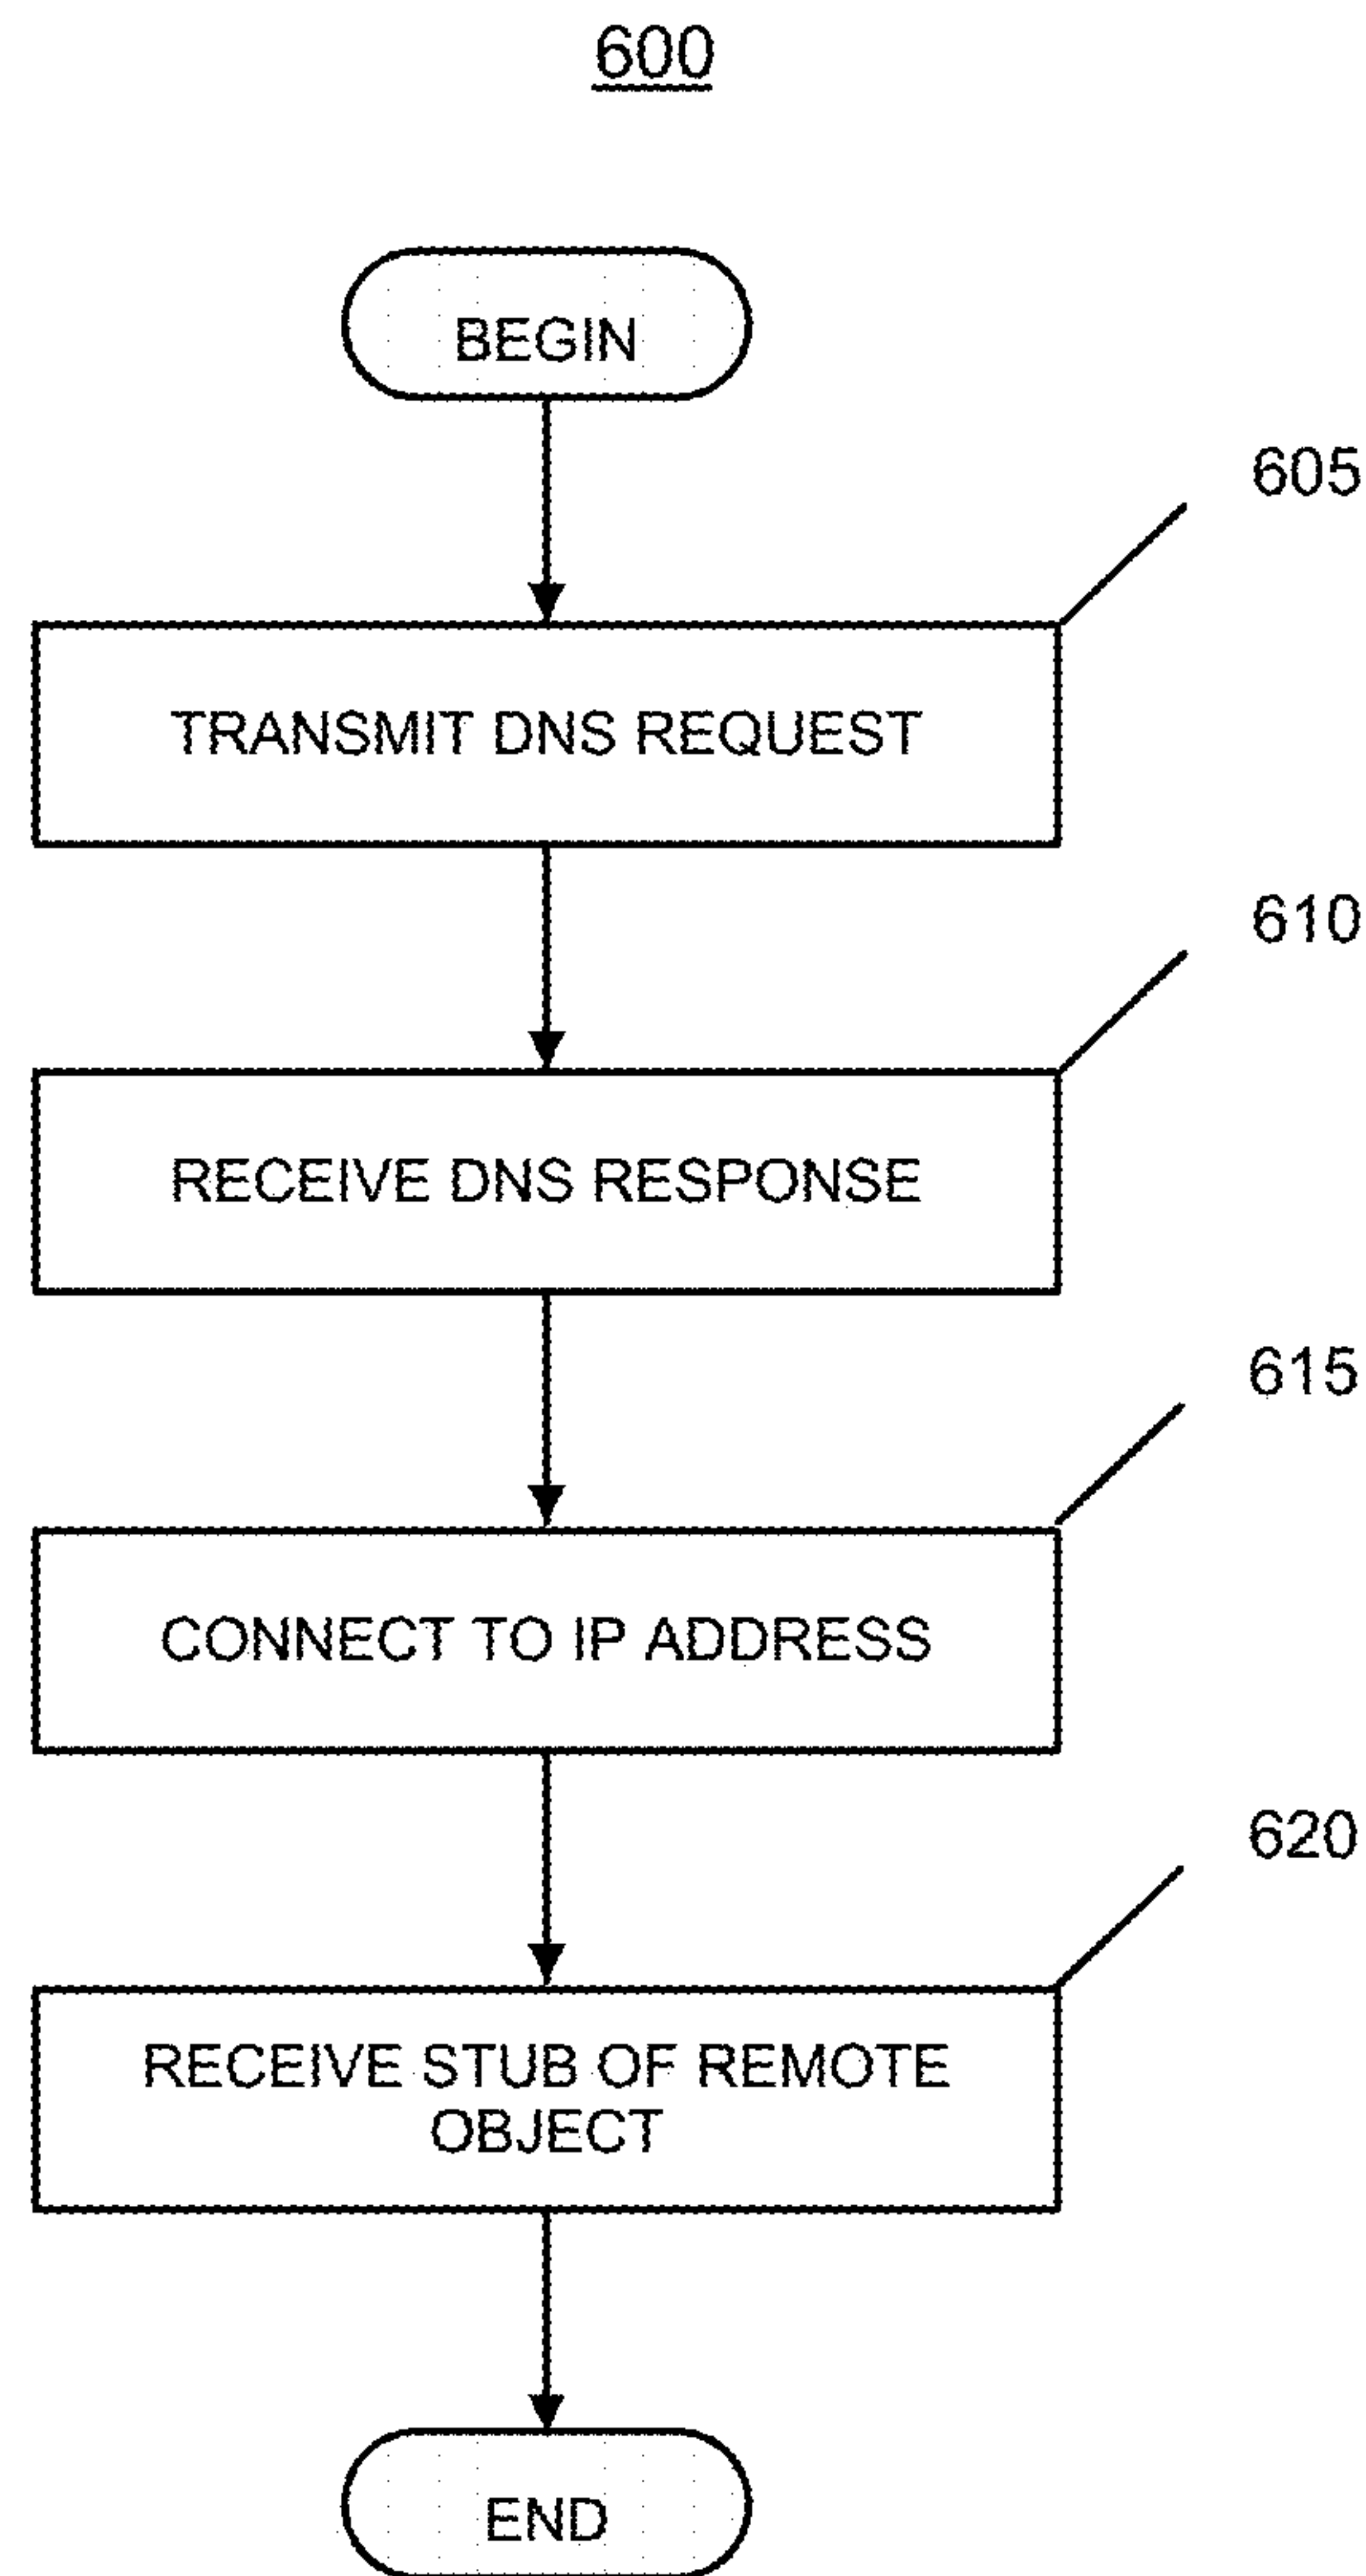 600
BEGIN
605
TRANSMIT DNS REQUEST
610
RECEIVE DNS RESPONSE
615
CONNECT TO IP ADDRESS
620
RECEIVE STUB OF REMOTE
OBJECT
END